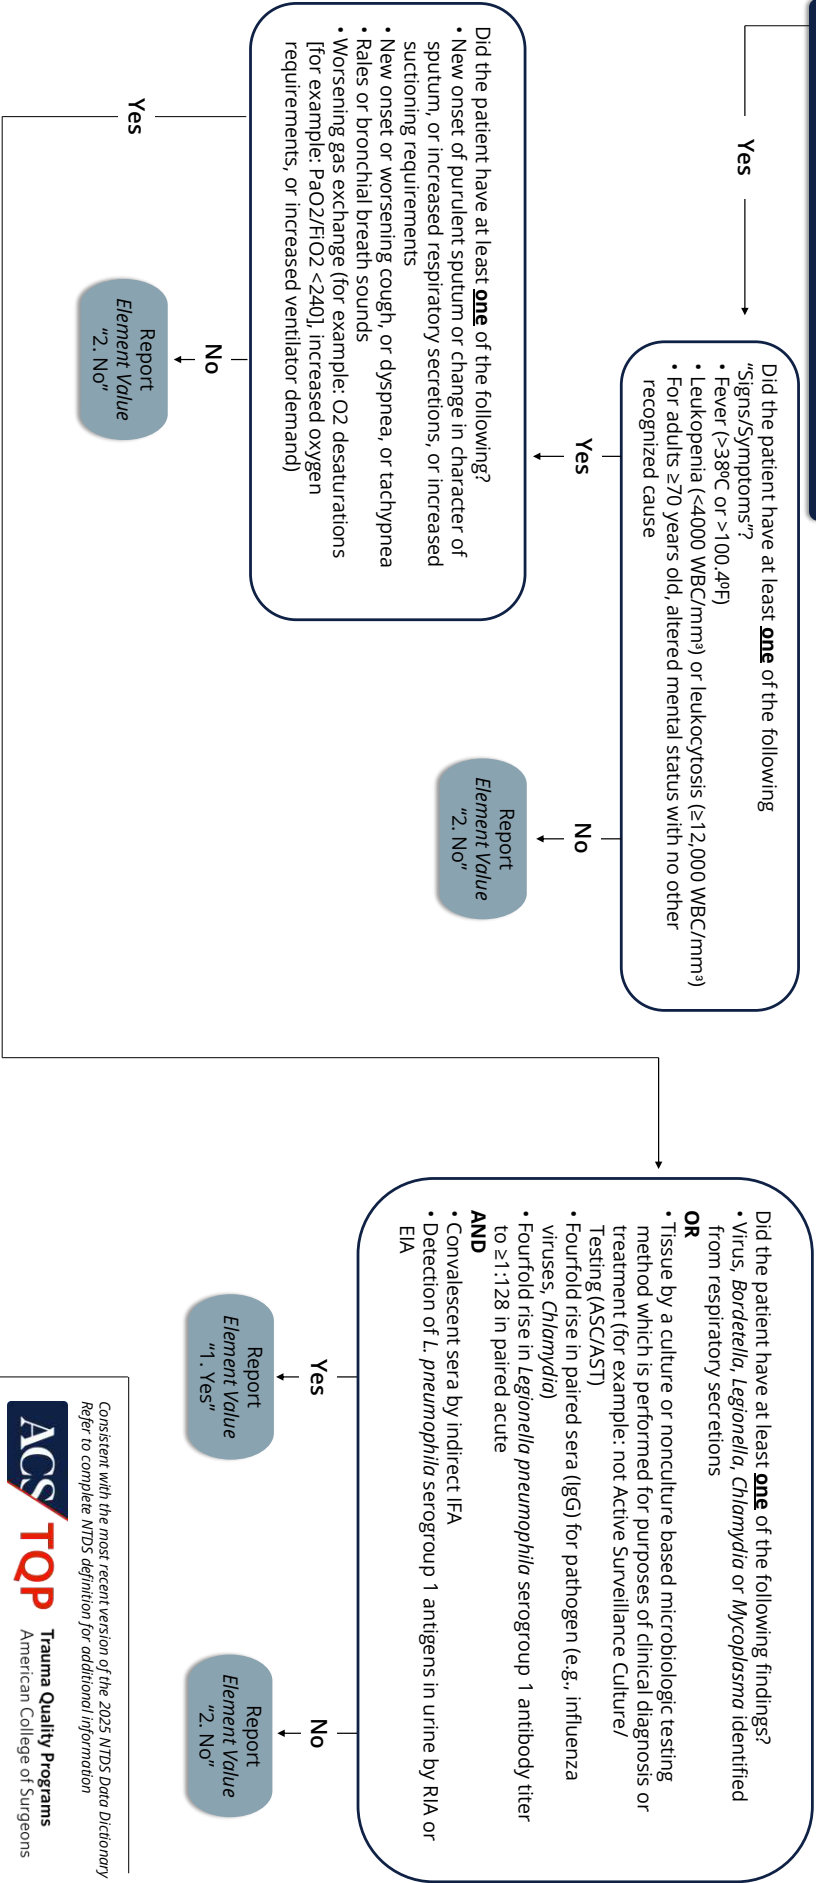 Yes
Did the patient have at least one of the following
“Signs/Symptoms”?
• Fever (>38ºC or >100.4ºF)
• Leukopenia (<4000 WBC/mm³) or leukocytosis (≥12,000 WBC/mm³)
• For adults ≥70 years old, altered mental status with no other
recognized cause
Yes
No
Report
Element Value
“2. No”
Did the patient have at least one of the following?
• New onset of purulent sputum or change in character of
sputum, or increased respiratory secretions, or increased
suctioning requirements
• New onset or worsening cough, or dyspnea, or tachypnea
• Rales or bronchial breath sounds
• Worsening gas exchange (for example: O2 desaturations
[for example: PaO2/FiO2 <240], increased oxygen
requirements, or increased ventilator demand)
Yes
No
Report
Element Value
“2. No”
Did the patient have at least one of the following findings?
• Virus, Bordetella, Legionella, Chlamydia or Mycoplasma identified
from respiratory secretions
OR
• Tissue by a culture or nonculture based microbiologic testing
method which is performed for purposes of clinical diagnosis or
treatment (for example: not Active Surveillance Culture/
Testing (ASC/AST)
• Fourfold rise in paired sera (IgG) for pathogen (e.g., influenza
viruses, Chlamydia)
• Fourfold rise in Legionella pneumophila serogroup 1 antibody titer
to ≥1:128 in paired acute
AND
• Convalescent sera by indirect IFA
• Detection of L. pneumophila serogroup 1 antigens in urine by RIA or
EIA
Yes
No
Report
Element Value
“1. Yes”
Report
Element Value
“2. No”
Consistent with the most recent version of the 2025 NTDS Data Dictionary
Refer to complete NTDS definition for additional information
ACS TQP
Trauma Quality Programs
American College of Surgeons